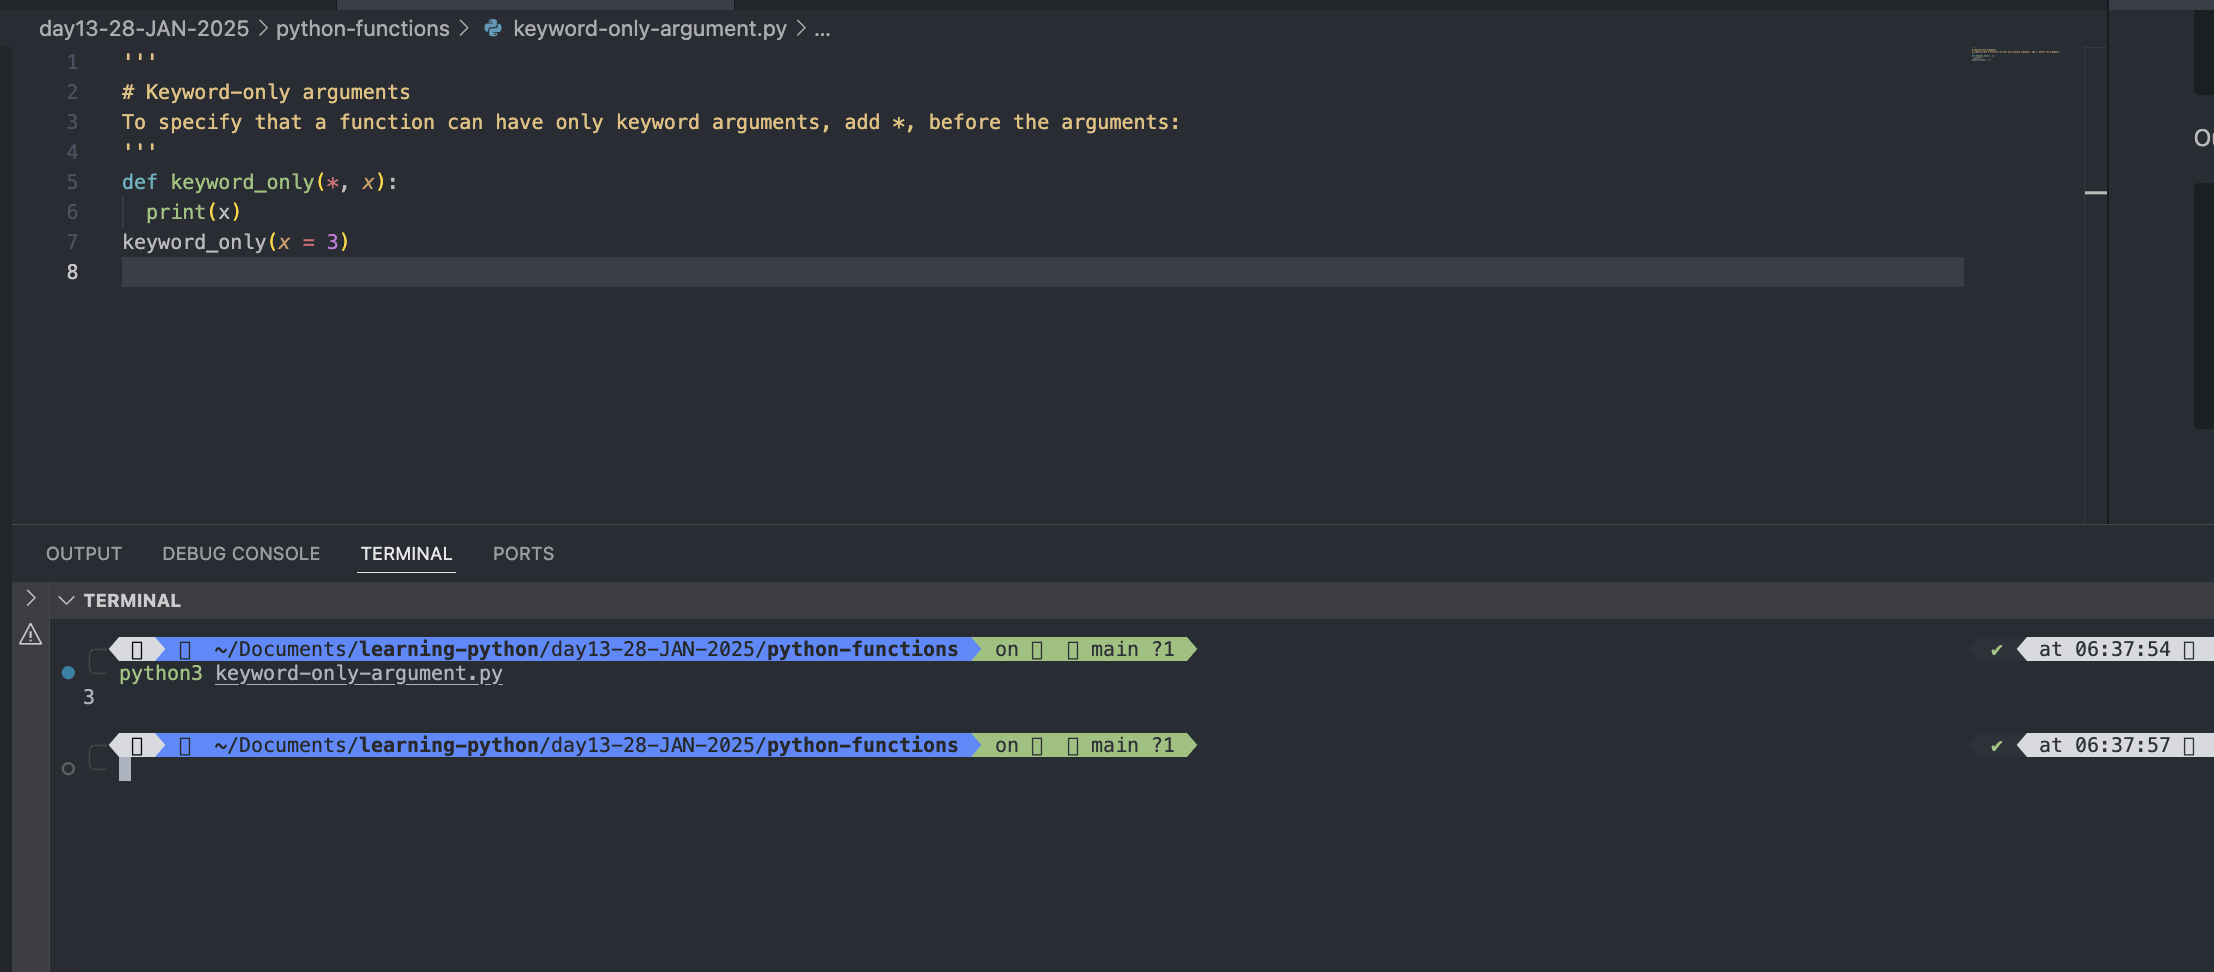 day13-28-JAN-2025 > python-functions > keyword-only-argument.py > ...
1 '''
2 # Keyword-only arguments
3 To specify that a function can have only keyword arguments, add *, before the arguments:
4 '''
5 def keyword_only(*, x):
6 print(x)
7 keyword_only(x = 3)
8
OUTPUT DEBUG CONSOLE TERMINAL PORTS
TERMINAL
~/Documents/learning-python/day13-28-JAN-2025/python-functions on main ?1 ✔ at 06:37:54
python3 keyword-only-argument.py
3
~/Documents/learning-python/day13-28-JAN-2025/python-functions on main ?1 ✔ at 06:37:57